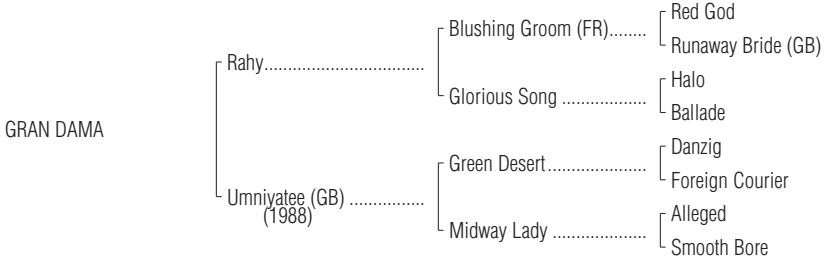 Red God
Blushing Groom (FR)........
Runaway Bride (GB)
Rahy.................................
Halo
Glorious Song ...................
Ballade
GRAN DAMA
Danzig
Green Desert......................
Foreign Courier
Umniyatee (GB) ................
(1988)
Alleged
Midway Lady .....................
Smooth Bore